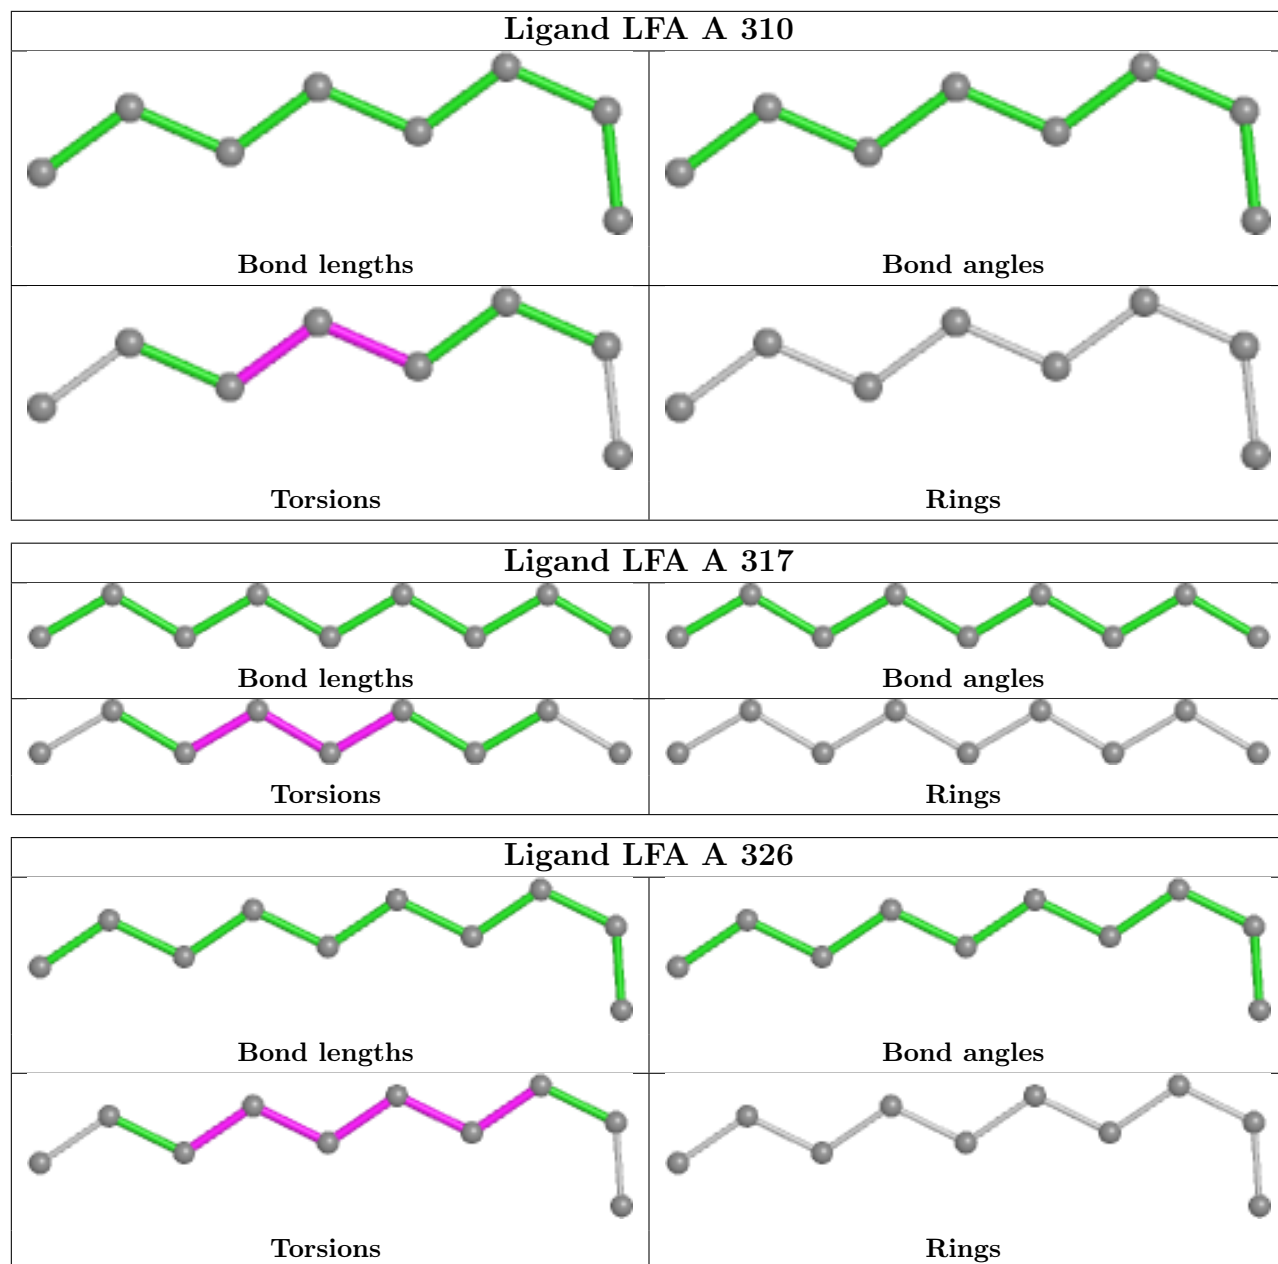 Ligand LFA A 310
Bond lengths
Bond angles
Torsions
Rings
Ligand LFA A 317
Bond lengths
Bond angles
Torsions
Rings
Ligand LFA A 326
Bond lengths
Bond angles
Torsions
Rings